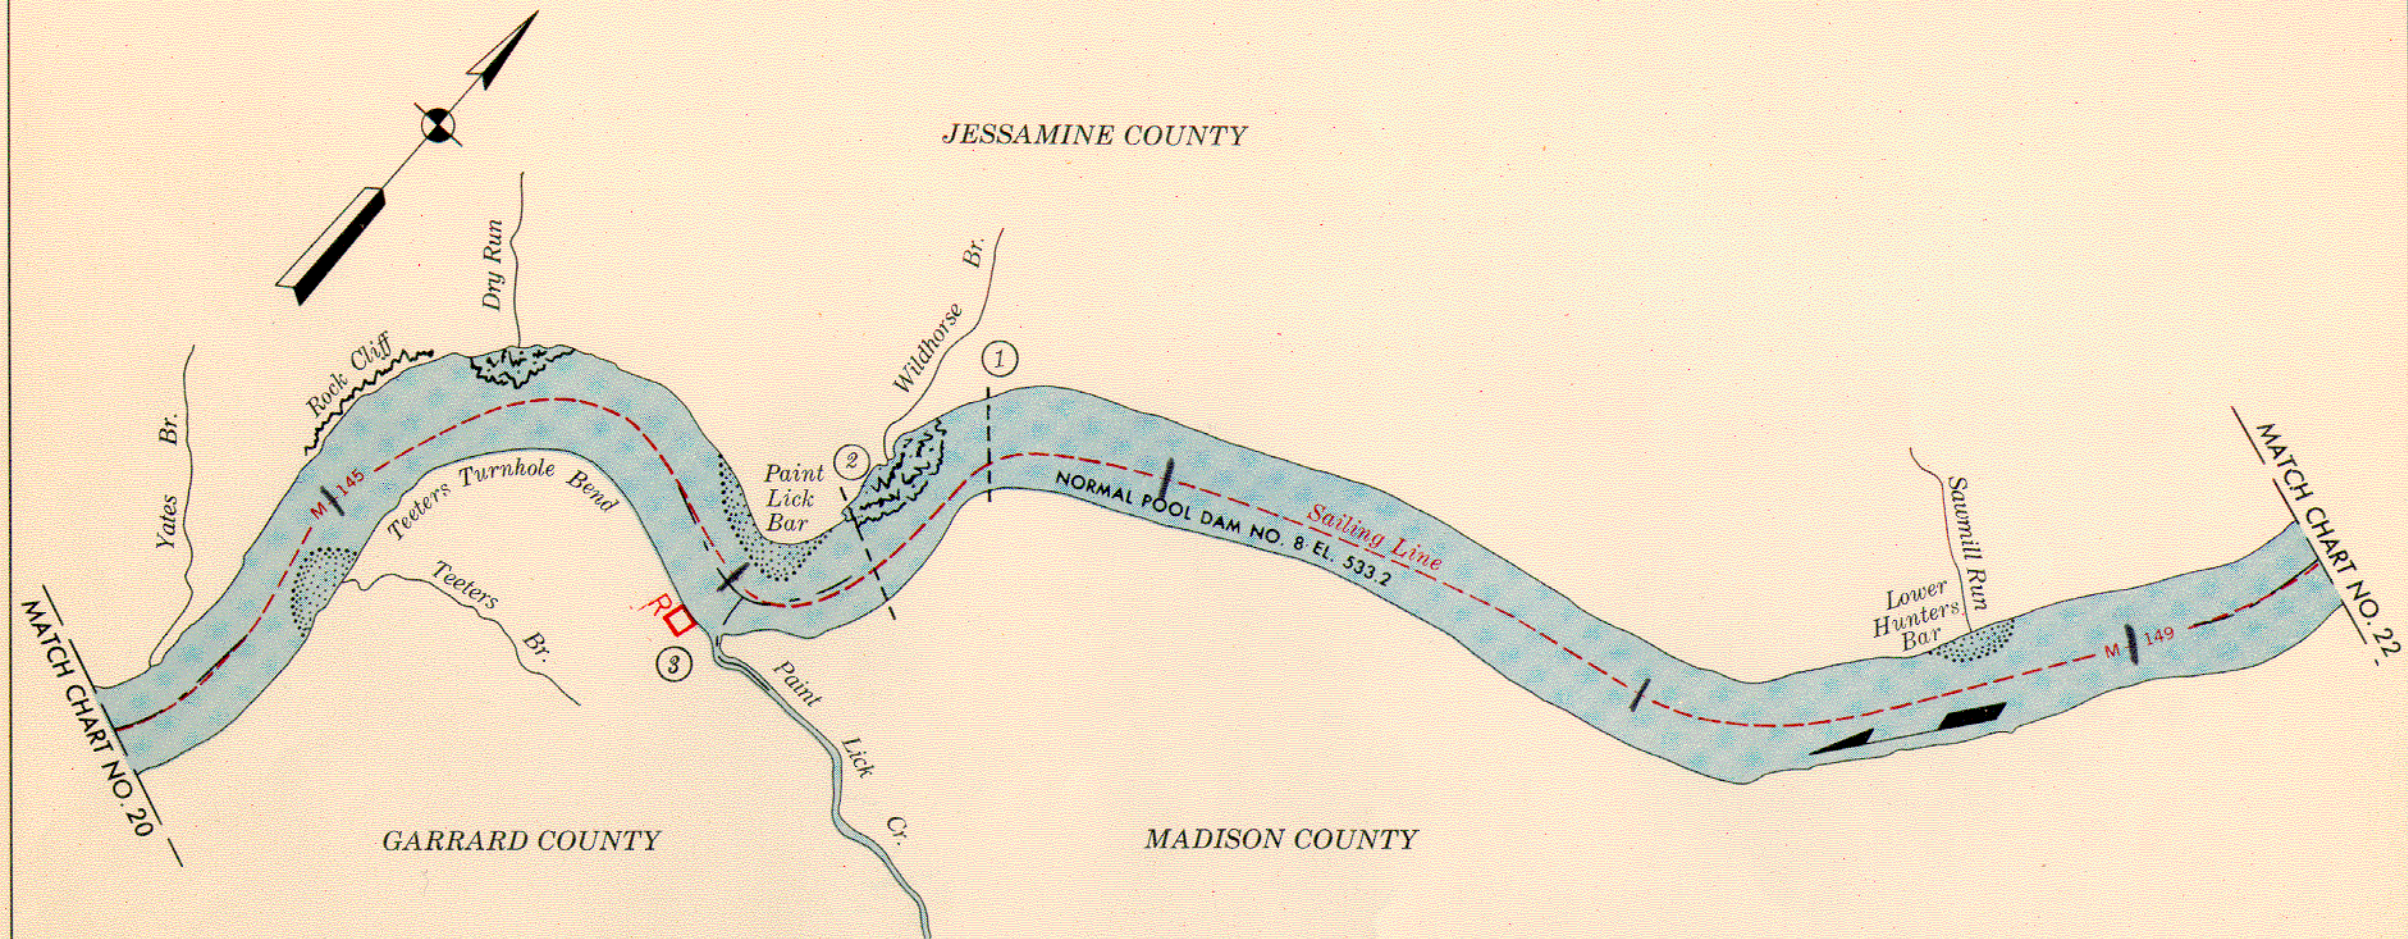 JESSAMINE COUNTY
Dry Run
Br.
Wildhorse
Rock Cliff
1
Yates Br.
M 145
Teeters Turnhole Bend
Paint
Lick
Bar
2
NORMAL POOL DAM NO. 8 EL. 533.2
Sailing Line
Sawmill Run
MATCH CHART NO. 22
Teeters Br.
R
3
Lower
Hunters
Bar
M 149
MATCH CHART NO. 20
Paint Lick Cr.
GARRARD COUNTY
MADISON COUNTY